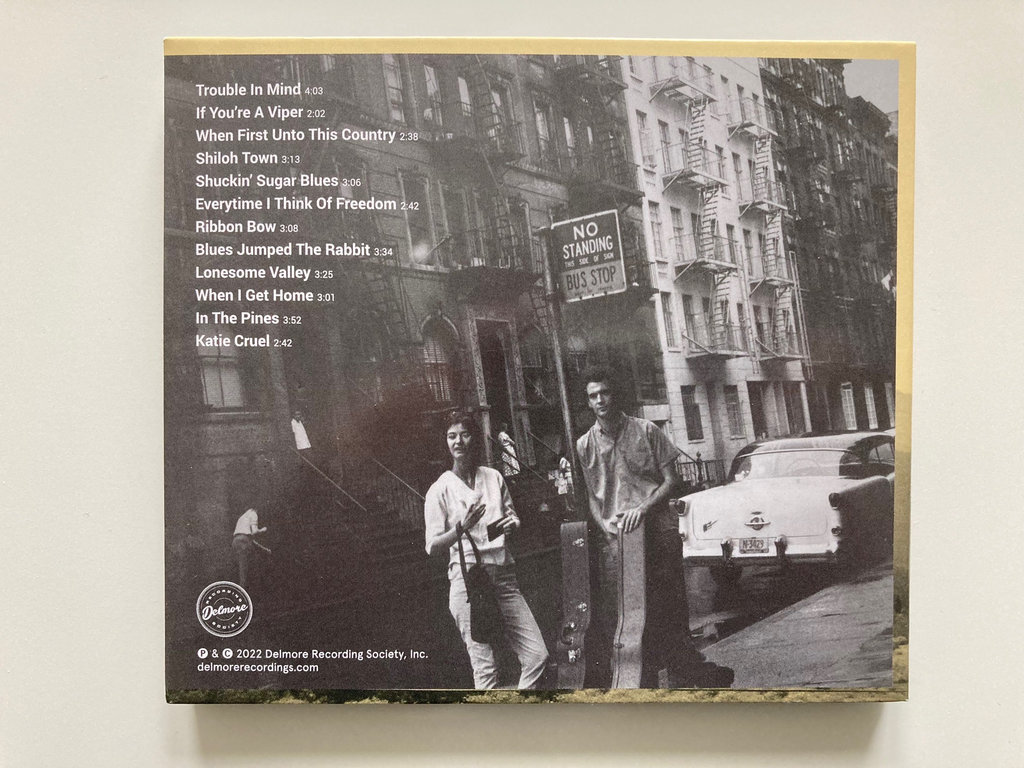 Trouble In Mind 4:03
If You're A Viper 2:02
When First Unto This Country 2:38
Shiloh Town 3:13
Shuckin' Sugar Blues 3:06
Everytime I Think Of Freedom 2:42
Ribbon Bow 3:08
Blues Jumped The Rabbit 3:34
Lonesome Valley 3:25
When I Get Home 3:01
In The Pines 3:52
Katie Cruel 2:42
NO
STANDING
THIS SIDE OF SIGN
BUS STOP
N-3429
RECORDING
Delmore
SOCIETY
Ⓟ & © 2022 Delmore Recording Society, Inc.
delmorerecordings.com